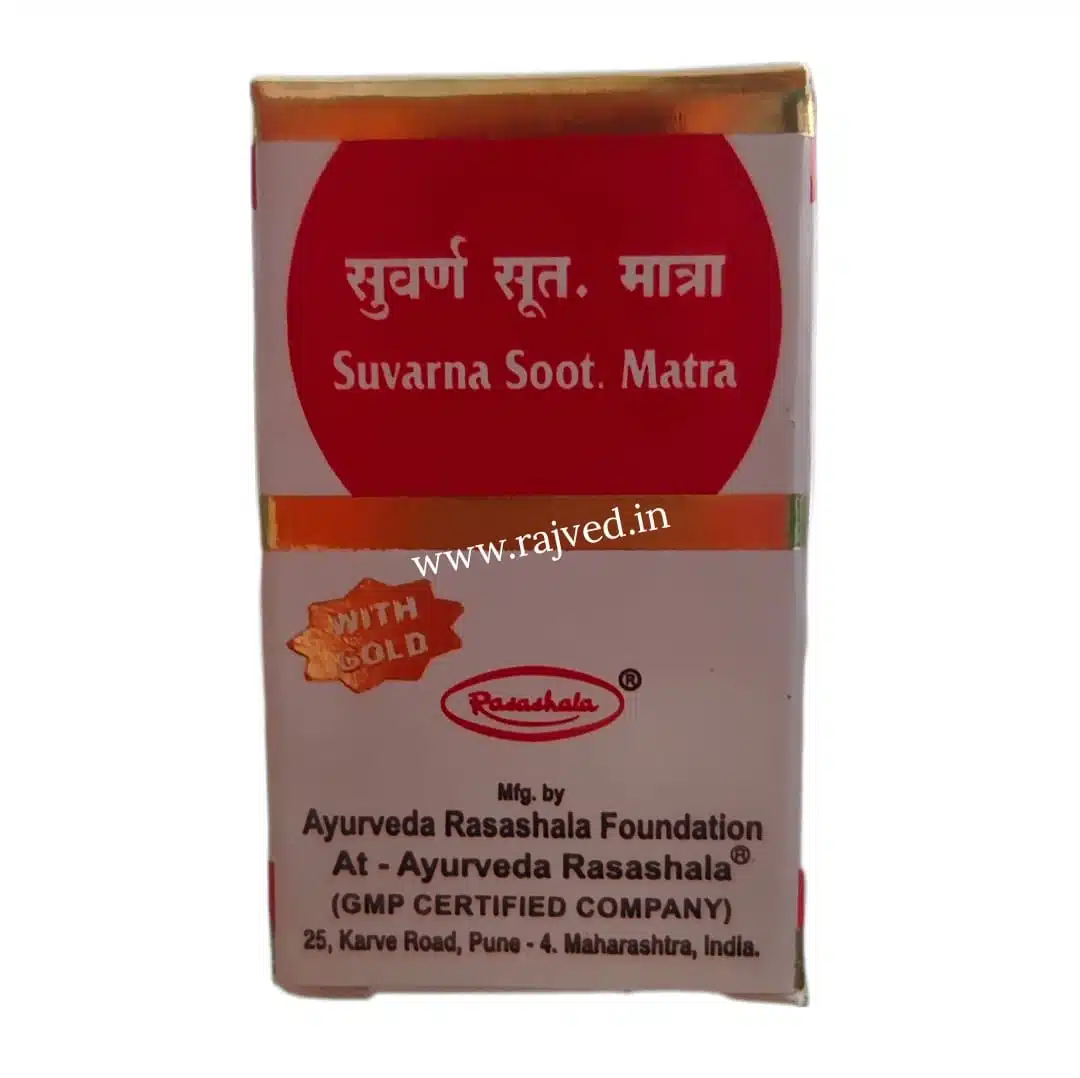 सुवर्ण सूत. मात्रा
Suvarna Soot. Matra
www.rajved.in
WITH
GOLD
Rasashala ®
Mfg. by
Ayurveda Rasashala Foundation
At - Ayurveda Rasashala®
(GMP CERTIFIED COMPANY)
25, Karve Road, Pune - 4. Maharashtra, India.